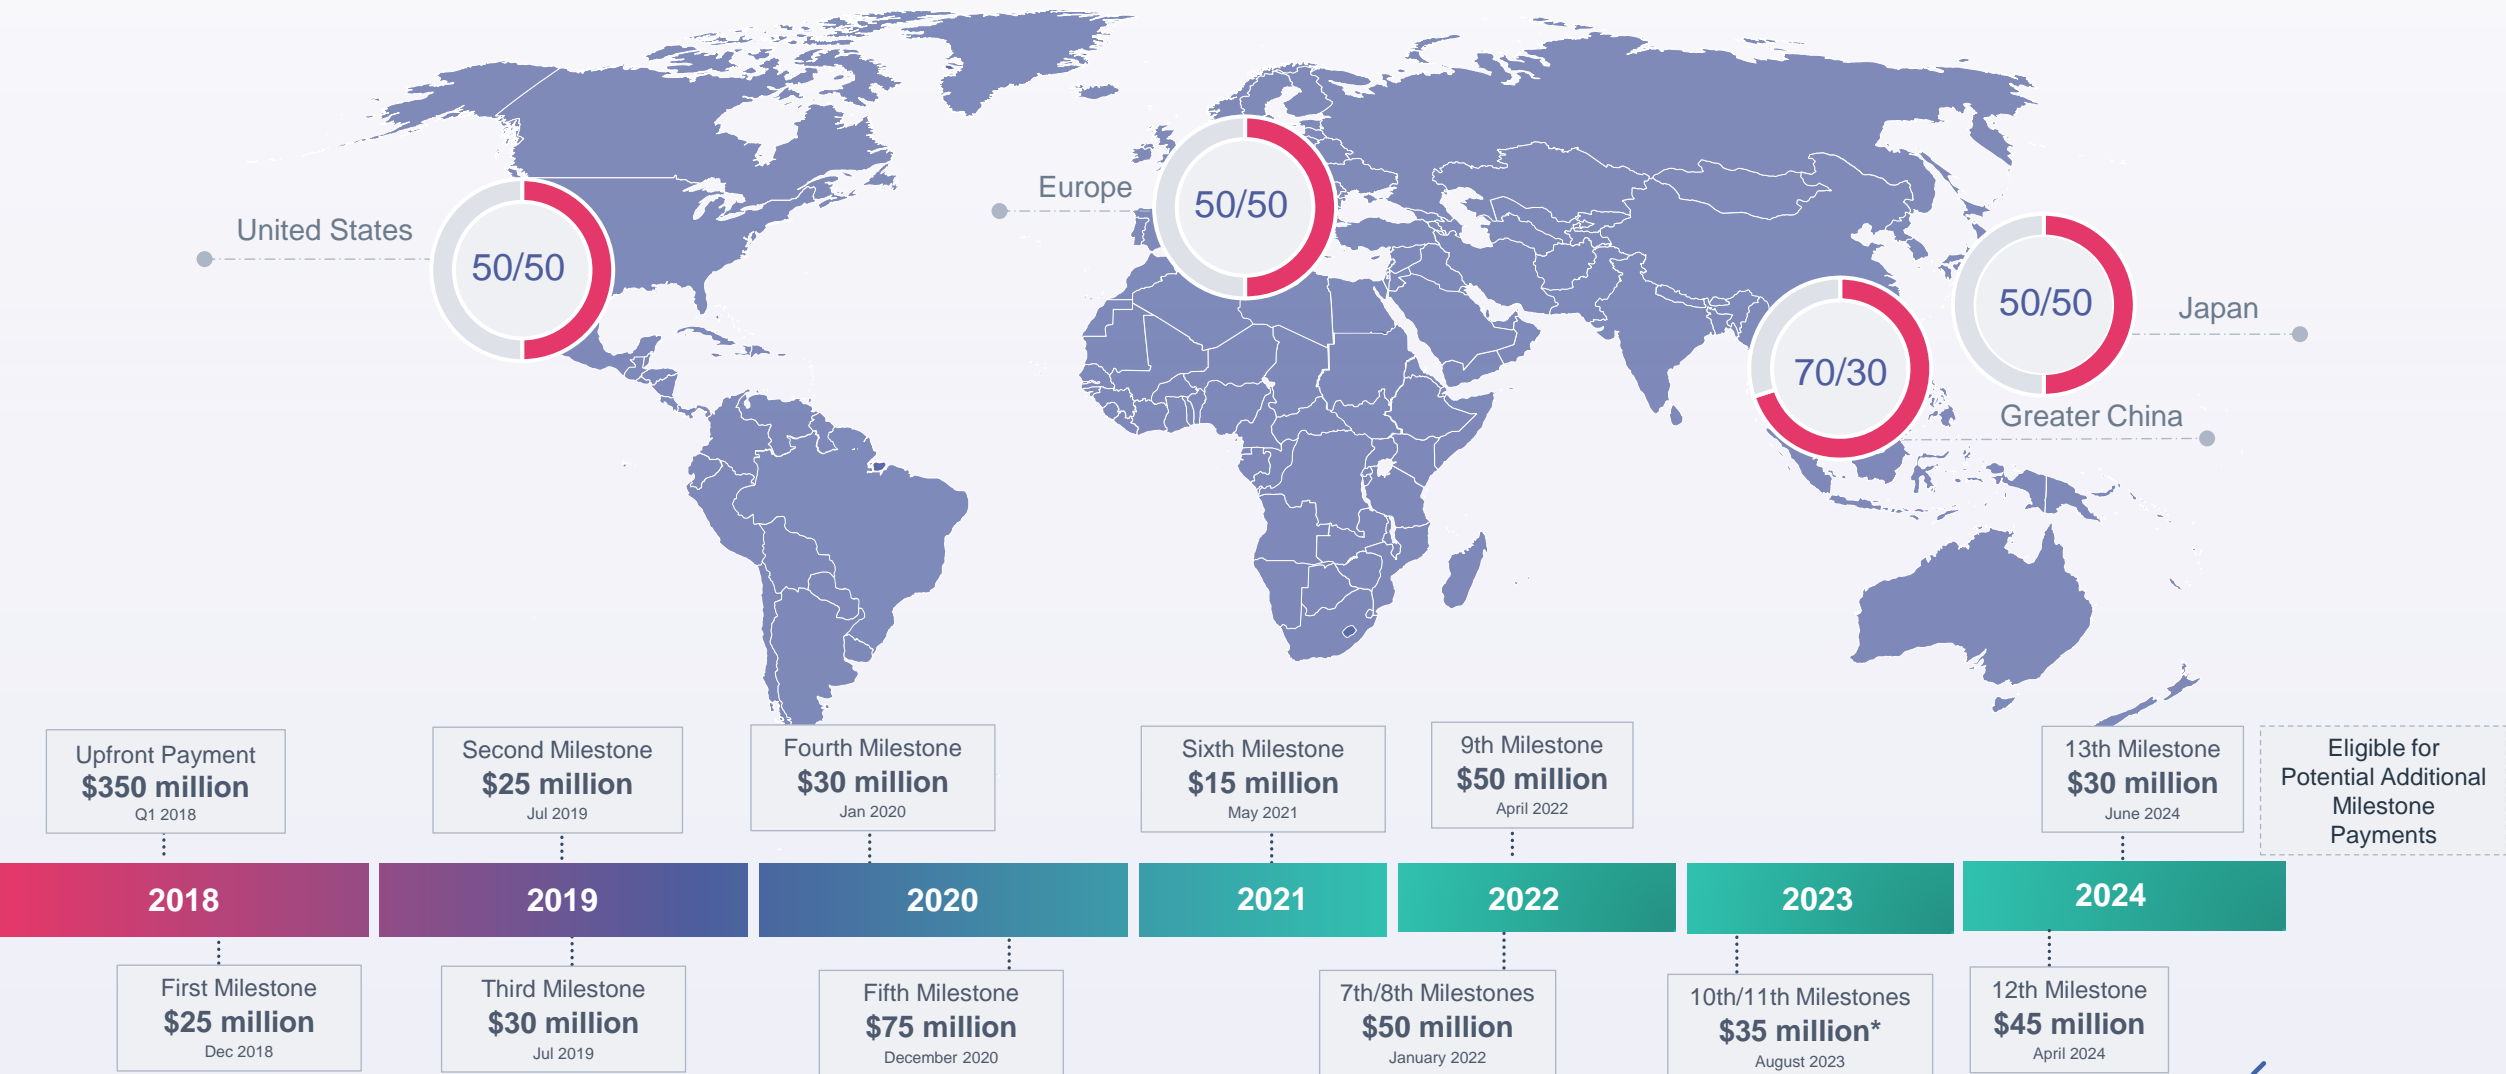 United States
50/50
Europe
50/50
50/50
Japan
70/30
Greater China
Upfront Payment
$350 million
Q1 2018
Second Milestone
$25 million
Jul 2019
Fourth Milestone
$30 million
Jan 2020
Sixth Milestone
$15 million
May 2021
9th Milestone
$50 million
April 2022
13th Milestone
$30 million
June 2024
Eligible for
Potential Additional
Milestone
Payments
2018
2019
2020
2021
2022
2023
2024
First Milestone
$25 million
Dec 2018
Third Milestone
$30 million
Jul 2019
Fifth Milestone
$75 million
December 2020
7th/8th Milestones
$50 million
January 2022
10th/11th Milestones
$35 million*
August 2023
12th Milestone
$45 million
April 2024